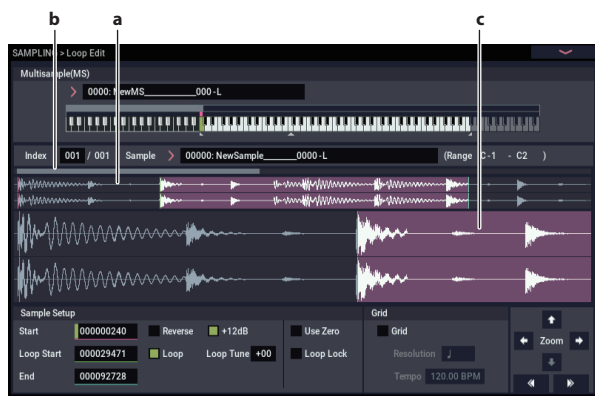 b a c
SAMPLING > Loop Edit
Multisample(MS)
0000: NewMS_____________000-L
Index 001 / 001 Sample 00000: NewSample_______0000-L (Range C-1 - C2 )
Sample Setup Grid
Start 000000240 Reverse +12dB Use Zero Grid
Loop Start 000029471 Loop Loop Tune +00 Loop Lock Resolution ♩ Zoom
End 000092728 Tempo 120.00 BPM